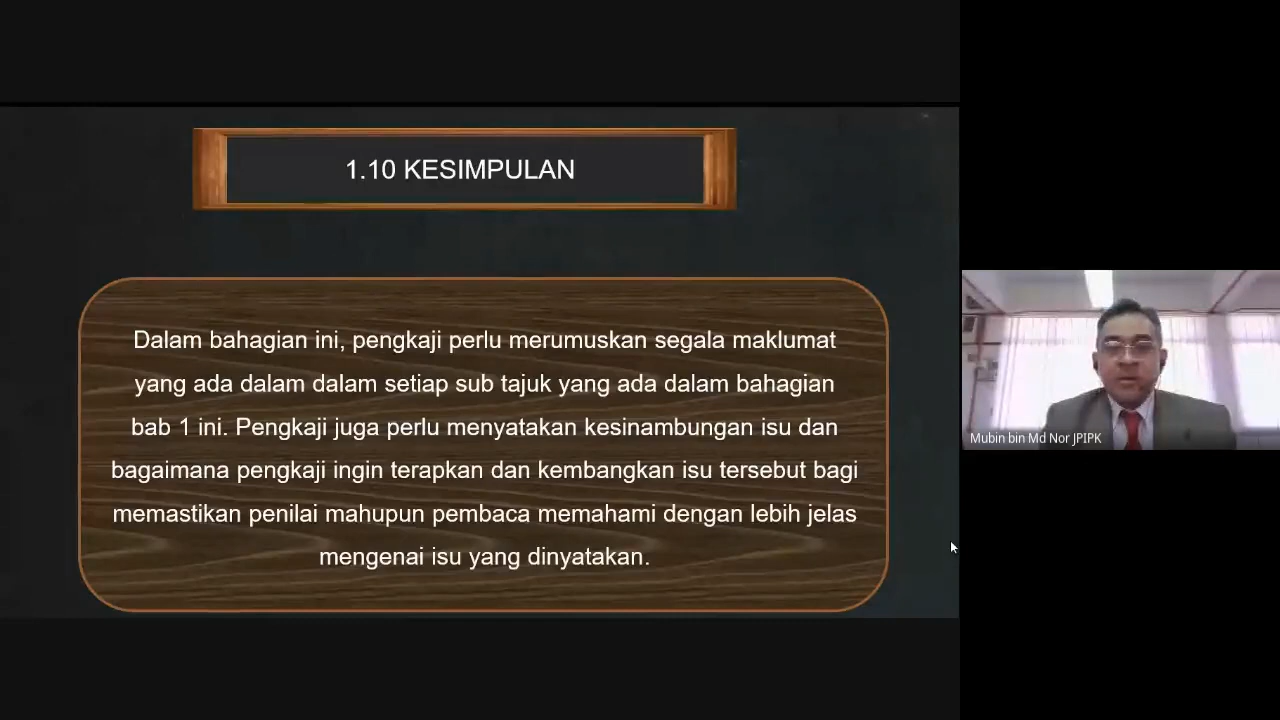 1.10 KESIMPULAN
Dalam bahagian ini, pengkaji perlu merumuskan segala maklumat
yang ada dalam dalam setiap sub tajuk yang ada dalam bahagian
bab 1 ini. Pengkaji juga perlu menyatakan kesinambungan isu dan
bagaimana pengkaji ingin terapkan dan kembangkan isu tersebut bagi
memastikan penilai mahupun pembaca memahami dengan lebih jelas
mengenai isu yang dinyatakan.
Mubin bin Md Nor JPIPK